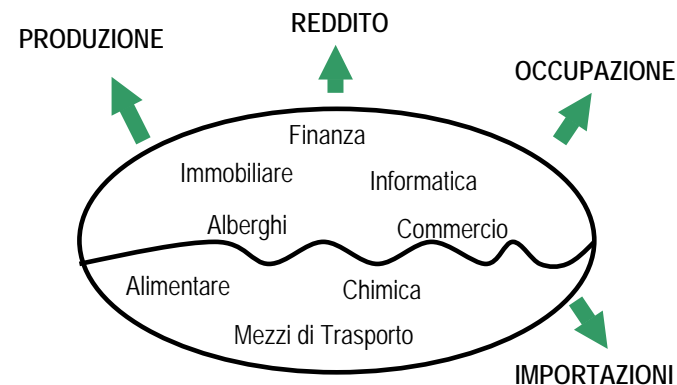 REDDITO
PRODUZIONE
OCCUPAZIONE
Finanza
Immobiliare
Informatica
Alberghi
Commercio
Alimentare
Chimica
Mezzi di Trasporto
IMPORTAZIONI